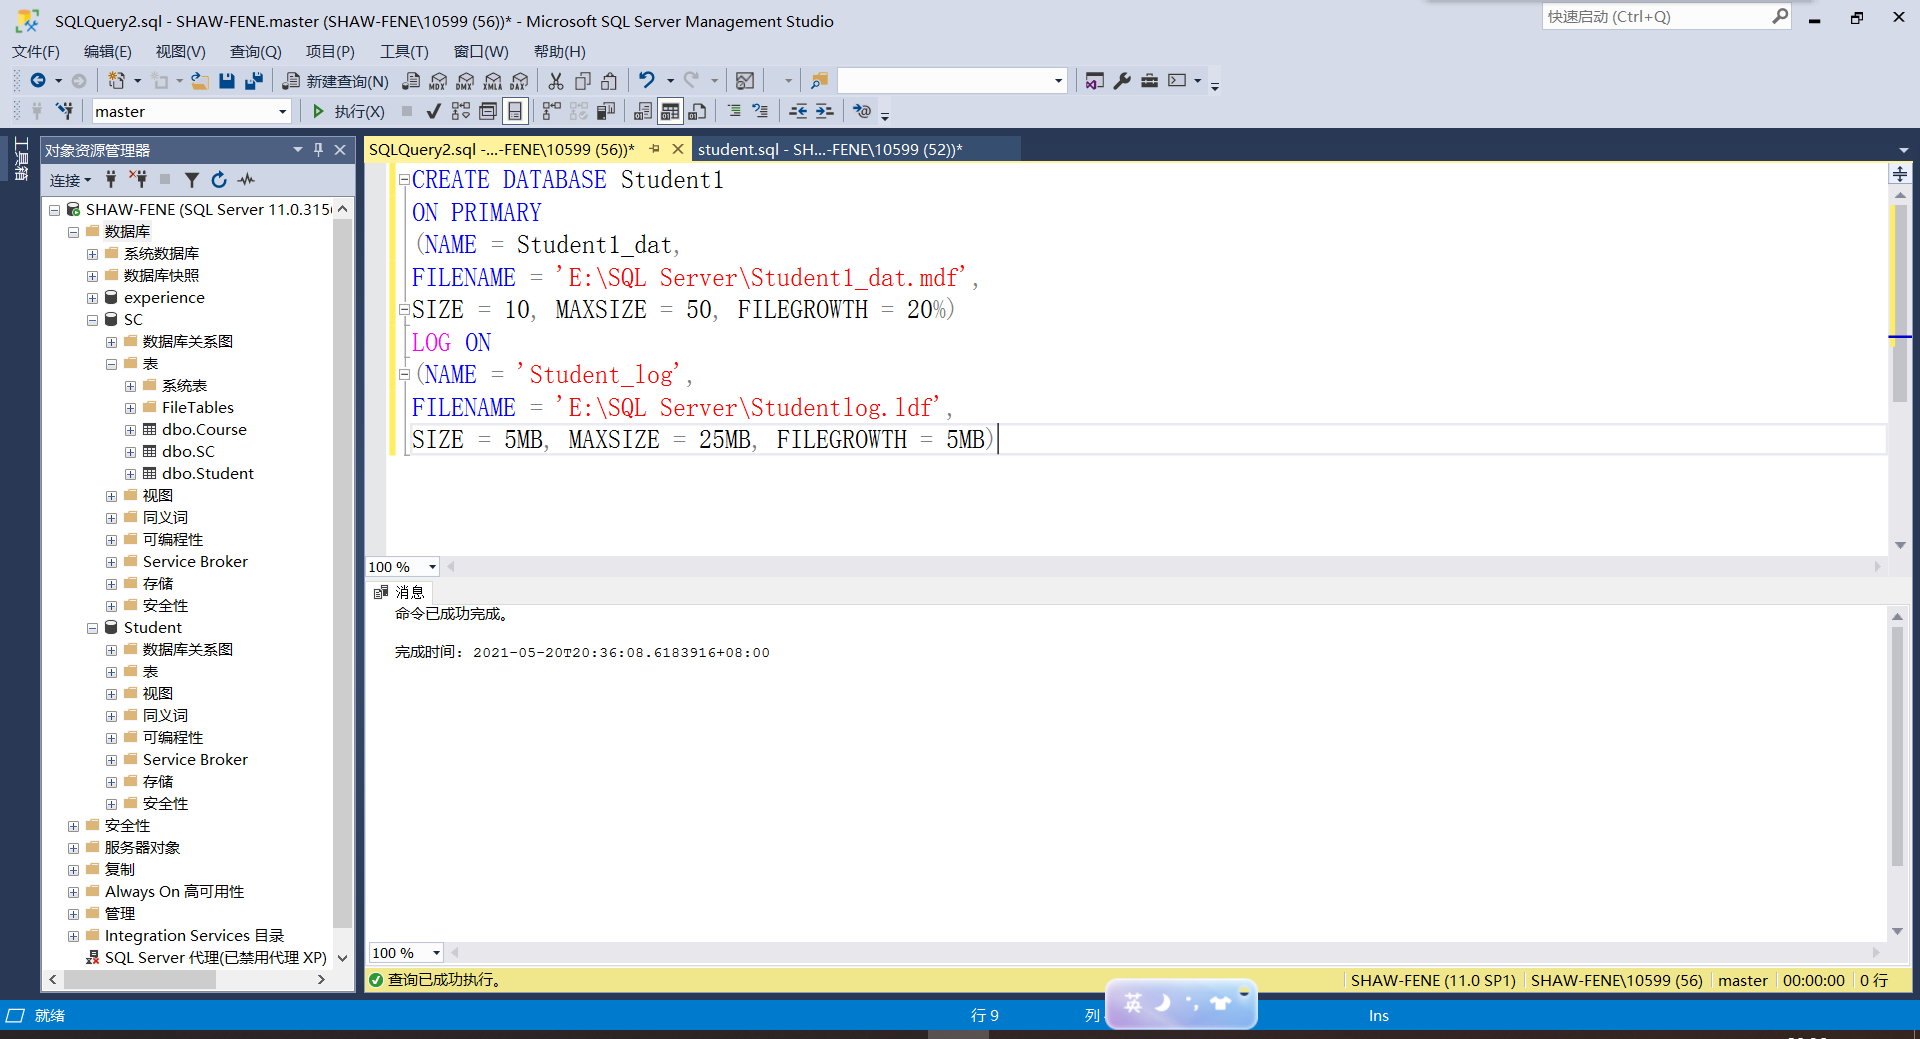 SQLQuery2.sql - SHAW-FENE.master (SHAW-FENE\10599 (56))* - Microsoft SQL Server Management Studio
快速启动 (Ctrl+Q)
文件(F) 编辑(E) 视图(V) 查询(Q) 项目(P) 工具(T) 窗口(W) 帮助(H)
新建查询(N) MDX DMX XMLA DAX
master 执行(X)
工具箱
对象资源管理器
连接
SHAW-FENE (SQL Server 11.0.315
数据库
系统数据库
数据库快照
experience
SC
数据库关系图
表
系统表
FileTables
dbo.Course
dbo.SC
dbo.Student
视图
同义词
可编程性
Service Broker
存储
安全性
Student
数据库关系图
表
视图
同义词
可编程性
Service Broker
存储
安全性
安全性
服务器对象
复制
Always On 高可用性
管理
Integration Services 目录
SQL Server 代理(已禁用代理 XP)
SQLQuery2.sql -...-FENE\10599 (56))* student.sql - SH...-FENE\10599 (52))*
CREATE DATABASE Student1
ON PRIMARY
(NAME = Student1_dat,
FILENAME = 'E:\SQL Server\Student1_dat.mdf',
SIZE = 10, MAXSIZE = 50, FILEGROWTH = 20%)
LOG ON
(NAME = 'Student_log',
FILENAME = 'E:\SQL Server\Studentlog.ldf',
SIZE = 5MB, MAXSIZE = 25MB, FILEGROWTH = 5MB)
100 %
消息
命令已成功完成。
完成时间: 2021-05-20T20:36:08.6183916+08:00
100 %
查询已成功执行。 SHAW-FENE (11.0 SP1) SHAW-FENE\10599 (56) master 00:00:00 0 行
英
就绪 行 9 列 Ins